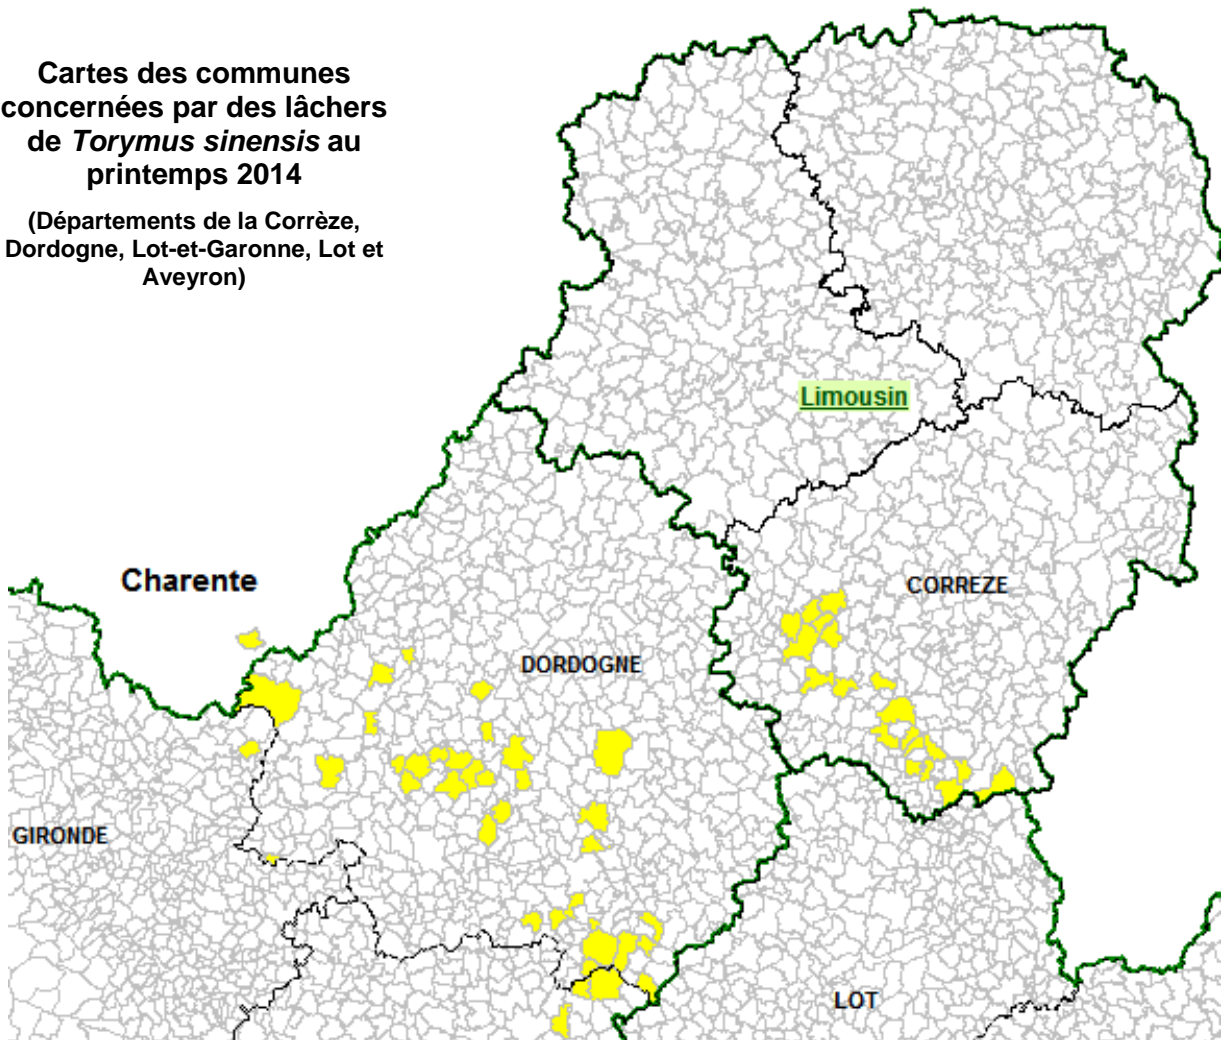 Cartes des communes
concernées par des lâchers
de Torymus sinensis au
printemps 2014
(Départements de la Corrèze,
Dordogne, Lot-et-Garonne, Lot et
Aveyron)
Limousin
Charente
CORREZE
DORDOGNE
GIRONDE
LOT